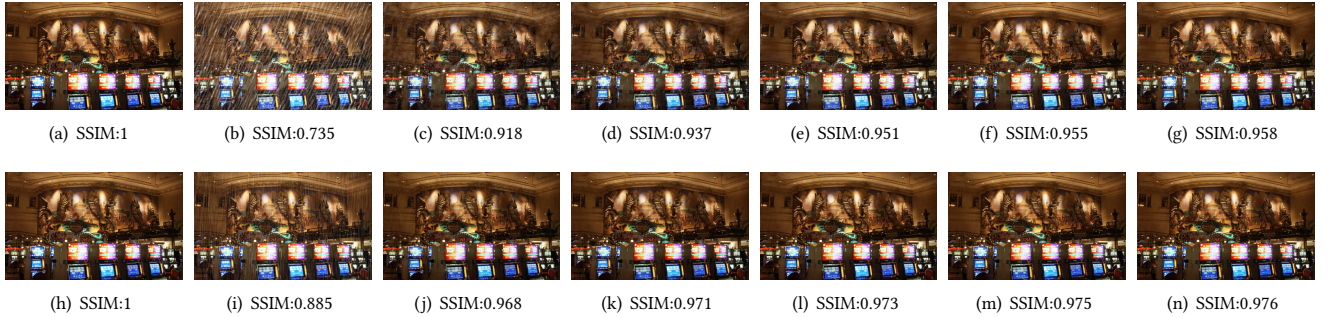 (a) SSIM:1
(b) SSIM:0.735
(c) SSIM:0.918
(d) SSIM:0.937
(e) SSIM:0.951
(f) SSIM:0.955
(g) SSIM:0.958
(h) SSIM:1
(i) SSIM:0.885
(j) SSIM:0.968
(k) SSIM:0.971
(l) SSIM:0.973
(m) SSIM:0.975
(n) SSIM:0.976